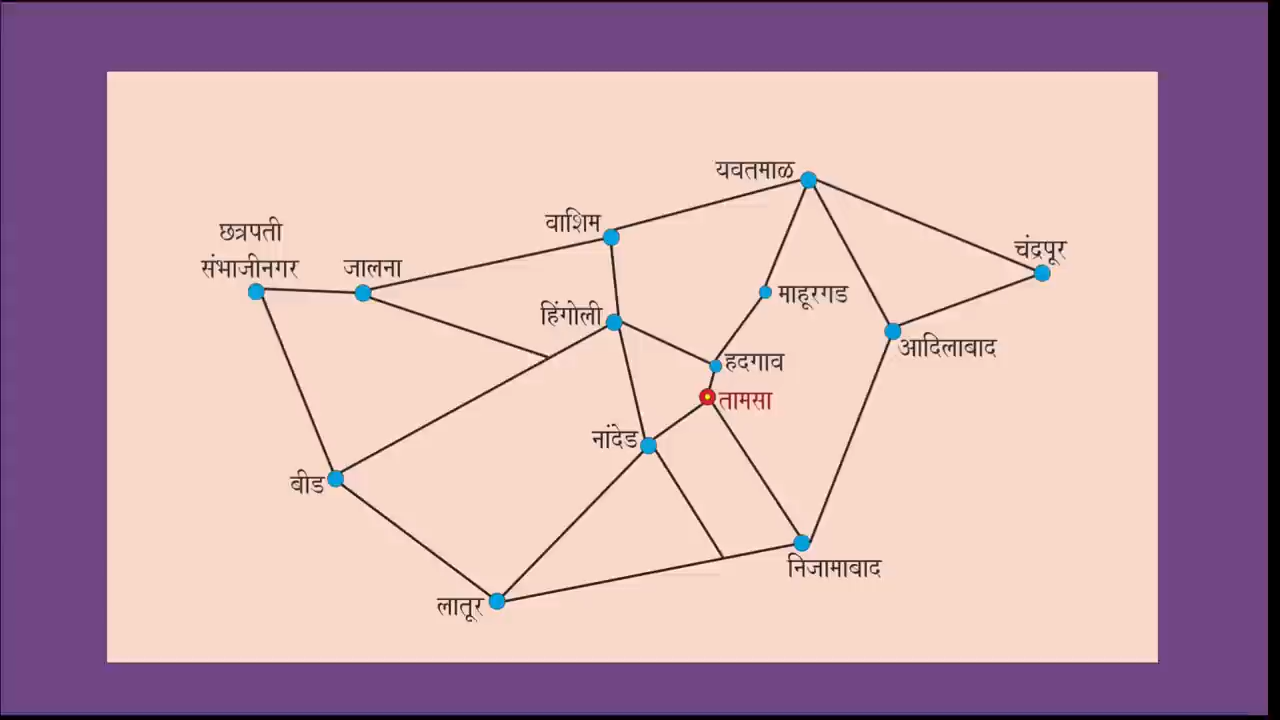 यवतमाळ
वाशिम
छत्रपती
संभाजीनगर
जालना
चंद्रपूर
माहूरगड
हिंगोली
आदिलाबाद
हदगाव
तामसा
नांदेड
बीड
निजामाबाद
लातूर